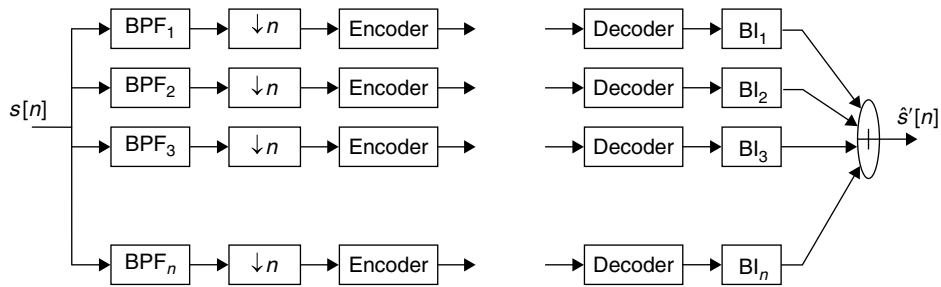 BPF₁ ↓n Encoder Decoder BI₁
BPF₂ ↓n Encoder Decoder BI₂
s[n] ŝ′[n]
BPF₃ ↓n Encoder Decoder BI₃
+
BPFₙ ↓n Encoder Decoder BIₙ